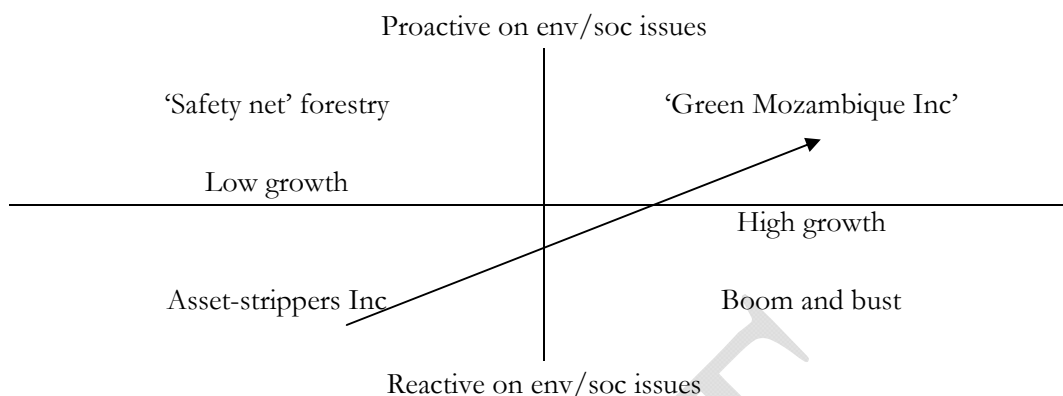 Proactive on env/soc issues
‘Safety net’ forestry
‘Green Mozambique Inc’
Low growth
High growth
Asset-strippers Inc
Boom and bust
Reactive on env/soc issues